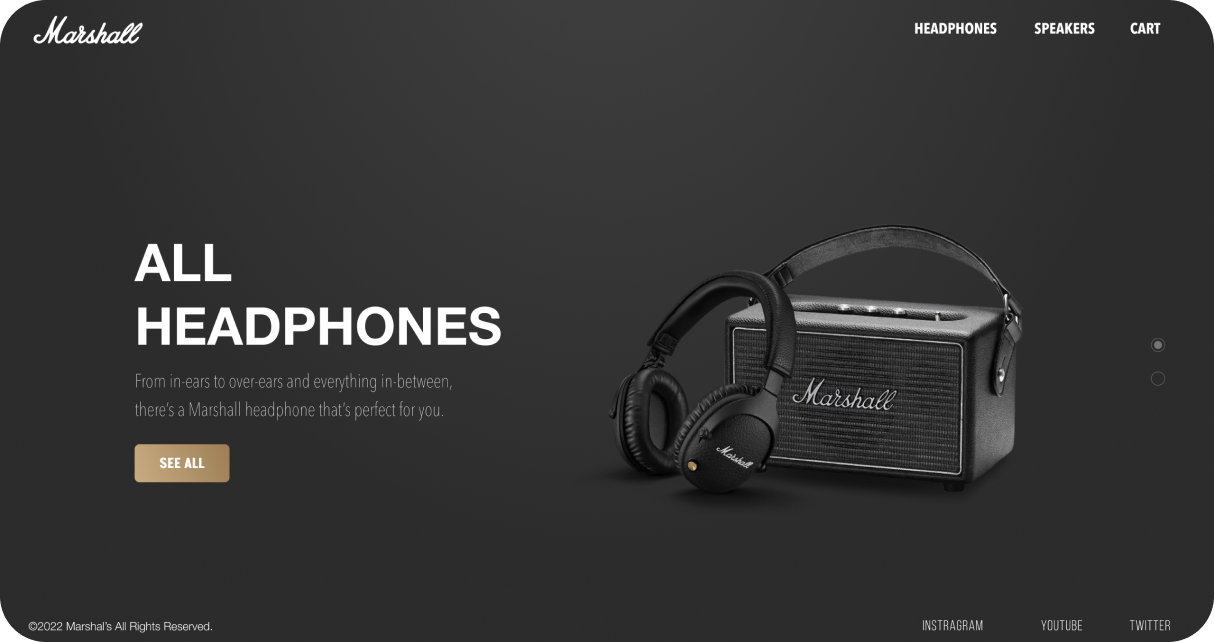 Marshall
HEADPHONES SPEAKERS CART
ALL
HEADPHONES
From in-ears to over-ears and everything in-between,
there's a Marshall headphone that's perfect for you.
SEE ALL
Marshall
Marshall
©2022 Marshal's All Rights Reserved.
INSTRAGRAM YOUTUBE TWITTER